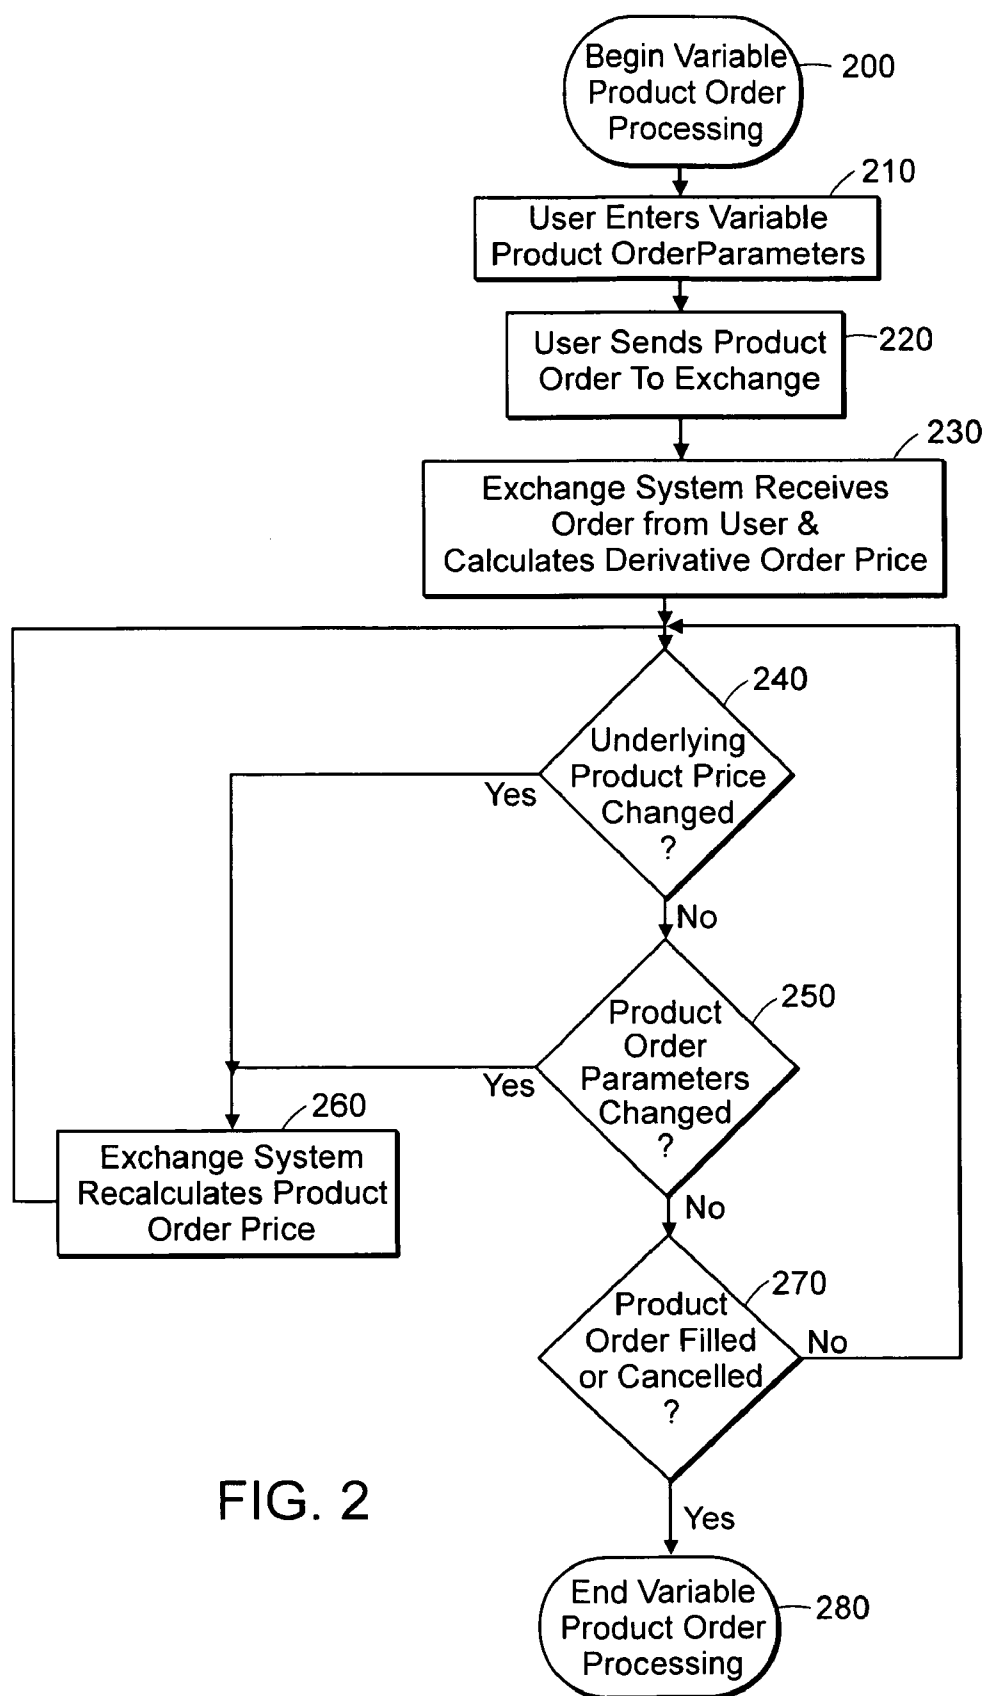 Begin Variable
Product Order
Processing
200
210
User Enters Variable
Product OrderParameters
User Sends Product
Order To Exchange
220
230
Exchange System Receives
Order from User &
Calculates Derivative Order Price
240
Underlying
Product Price
Changed
?
Yes
No
250
Product
Order
Parameters
Changed
?
Yes
No
260
Exchange System
Recalculates Product
Order Price
270
Product
Order Filled
or Cancelled
?
No
Yes
FIG. 2
End Variable
Product Order
Processing
280